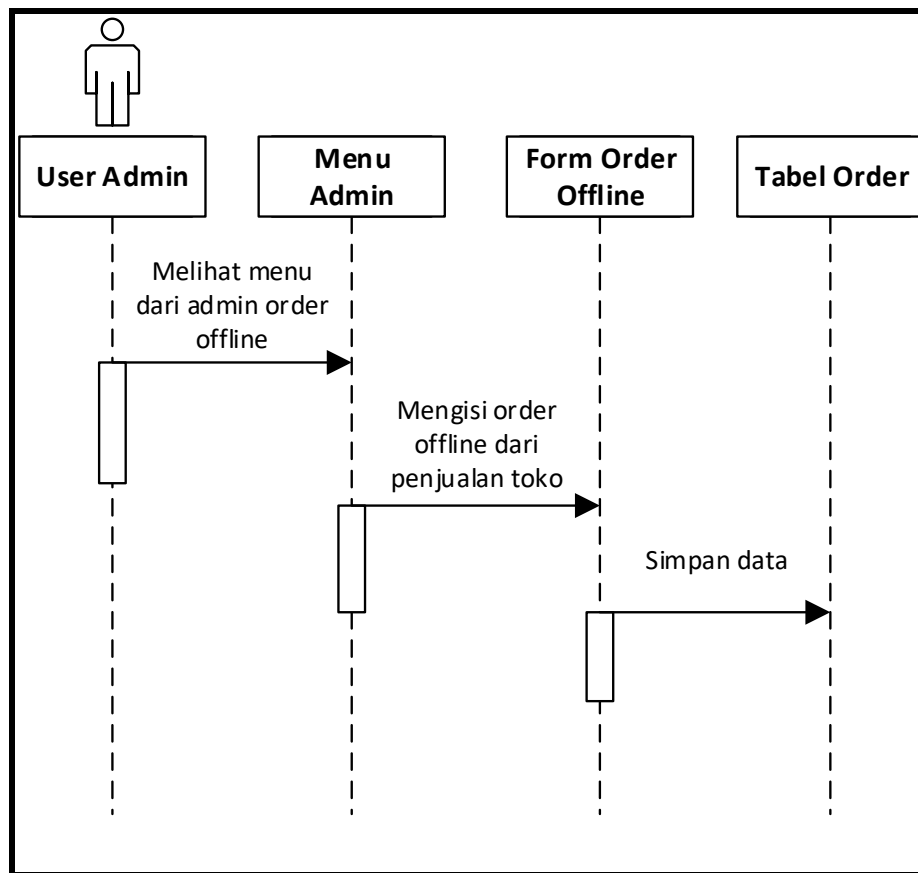 User Admin
Menu
Admin
Form Order
Offline
Tabel Order
Melihat menu
dari admin order
offline
Mengisi order
offline dari
penjualan toko
Simpan data